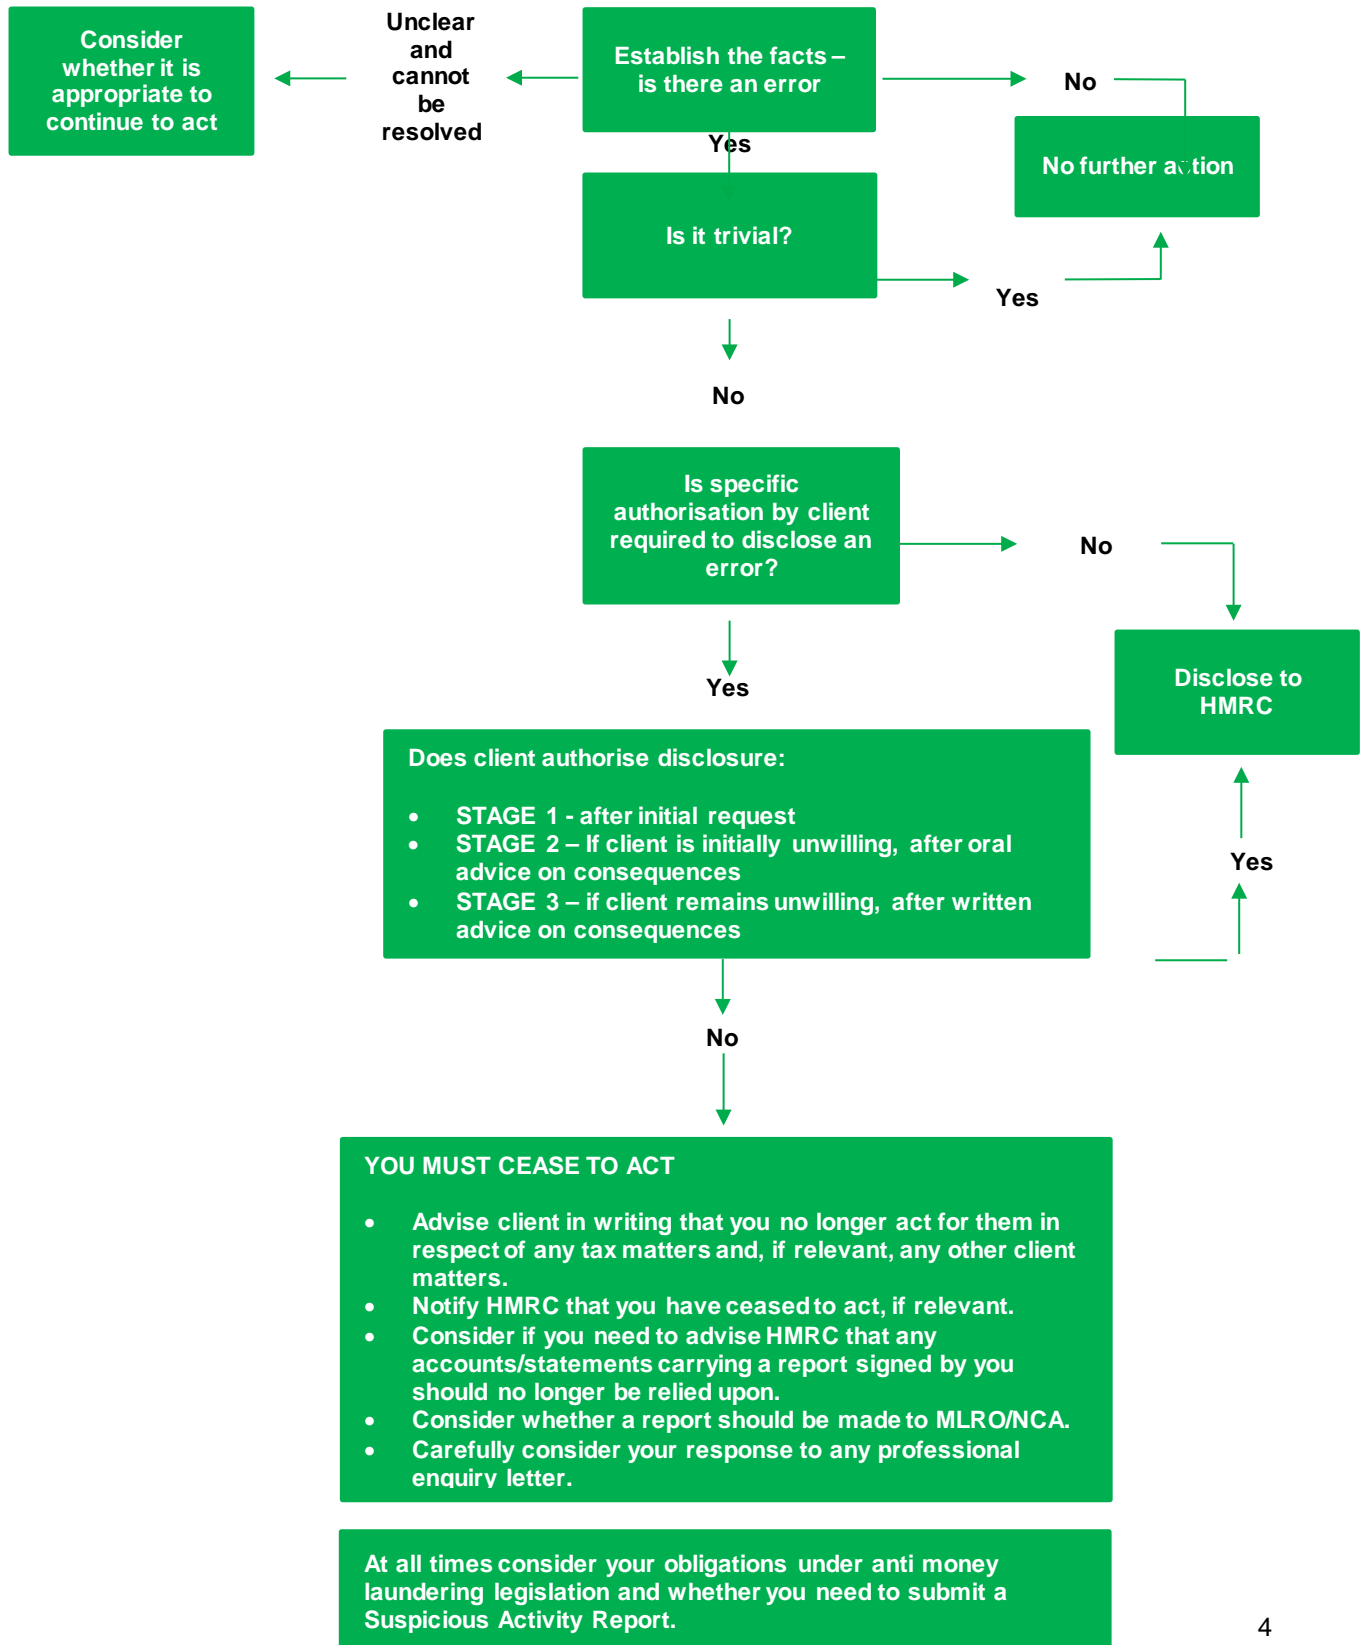 Consider
whether it is
appropriate to
continue to act
Unclear
and
cannot
be
resolved
Establish the facts –
is there an error
No
No further action
Yes
Is it trivial?
Yes
No
Is specific
authorisation by client
required to disclose an
error?
No
Disclose to
HMRC
Yes
Yes
Does client authorise disclosure:
• STAGE 1 - after initial request
• STAGE 2 – If client is initially unwilling, after oral
advice on consequences
• STAGE 3 – if client remains unwilling, after written
advice on consequences
No
YOU MUST CEASE TO ACT
• Advise client in writing that you no longer act for them in
respect of any tax matters and, if relevant, any other client
matters.
• Notify HMRC that you have ceased to act, if relevant.
• Consider if you need to advise HMRC that any
accounts/statements carrying a report signed by you
should no longer be relied upon.
• Consider whether a report should be made to MLRO/NCA.
• Carefully consider your response to any professional
enquiry letter.
At all times consider your obligations under anti money
laundering legislation and whether you need to submit a
Suspicious Activity Report.
4